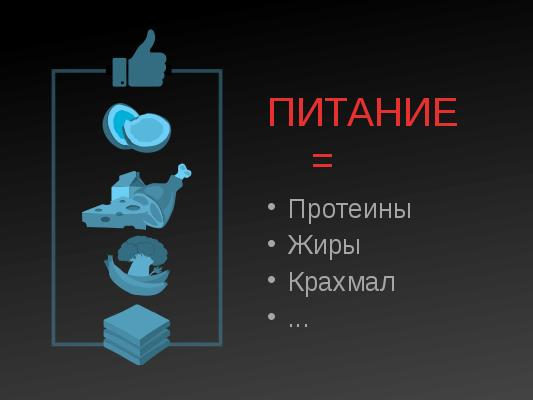 ПИТАНИЕ
=
• Протеины
• Жиры
• Крахмал
• ...